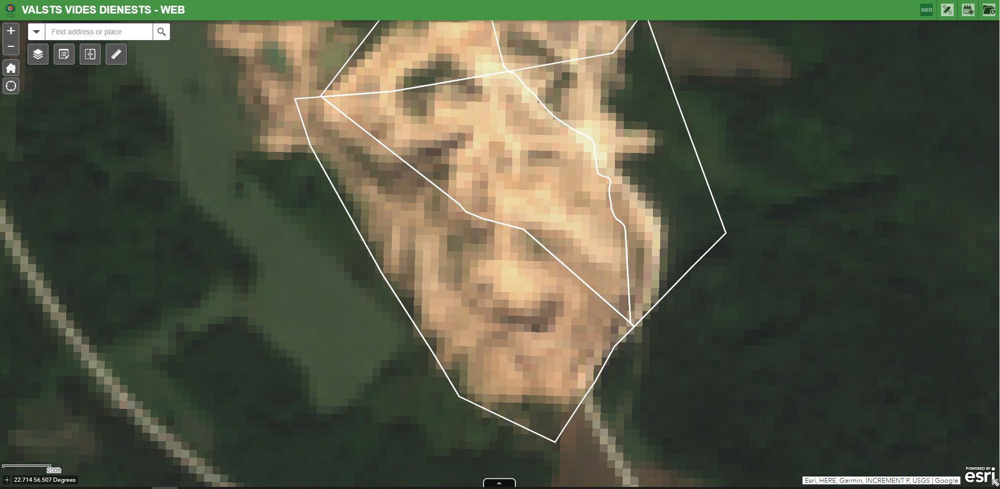 VALSTS VIDES DIENESTS - WEB
GEO
Find address or place
200ft
22.714 56.507 Degrees
Esri, HERE, Garmin, INCREMENT P, USGS | Google
POWERED BY
esri